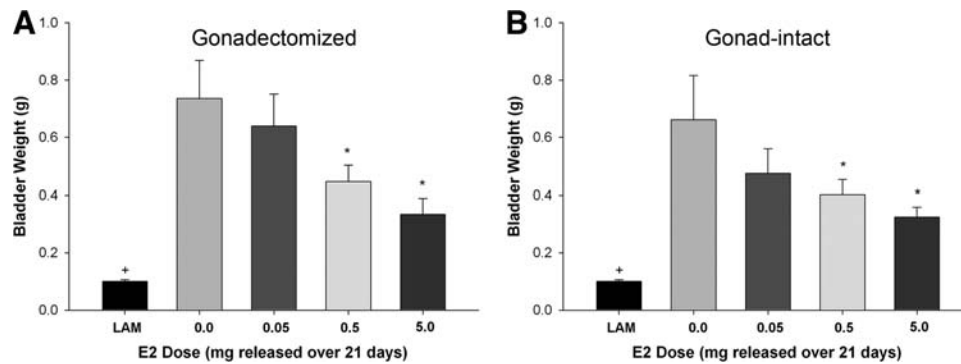 A
Gonadectomized
Bladder Weight (g)
1.0
0.8
0.6
0.4
0.2
0.0
+
*
*
LAM 0.0 0.05 0.5 5.0
E2 Dose (mg released over 21 days)
B
Gonad-intact
Bladder Weight (g)
1.0
0.8
0.6
0.4
0.2
0.0
+
*
*
LAM 0.0 0.05 0.5 5.0
E2 Dose (mg released over 21 days)